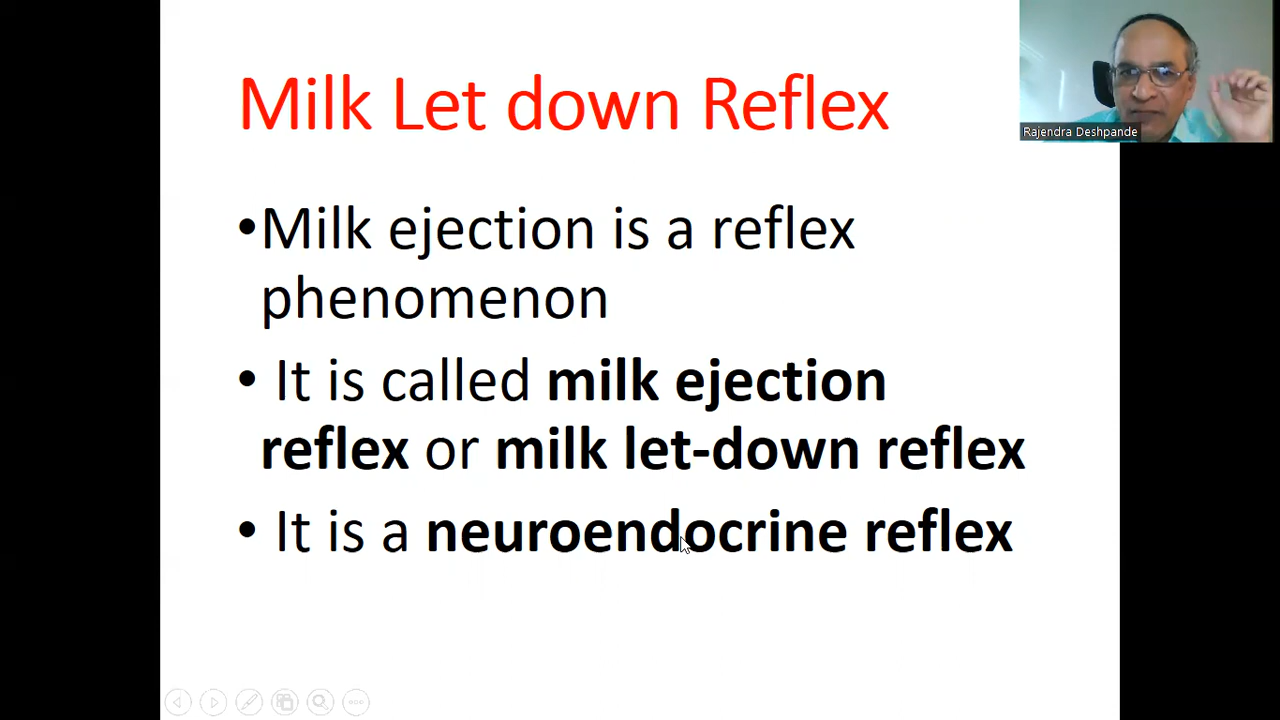 Milk Let down Reflex
Rajendra Deshpande
•Milk ejection is a reflex
phenomenon
• It is called milk ejection
reflex or milk let-down reflex
• It is a neuroendocrine reflex